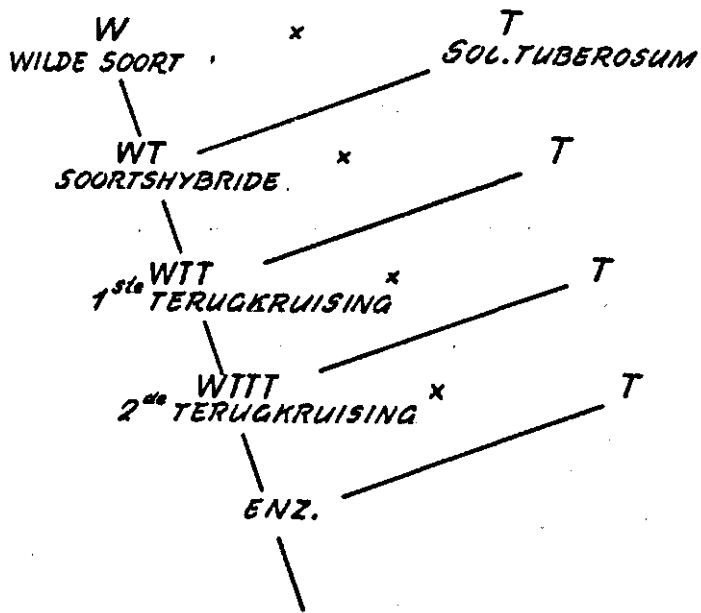 W x T
WILDE SOORT SOL. TUBEROSUM
WT x T
SOORTSHYBRIDE
WTT x T
1ste TERUGKRUISING
WTTT x T
2de TERUGKRUISING
ENZ.